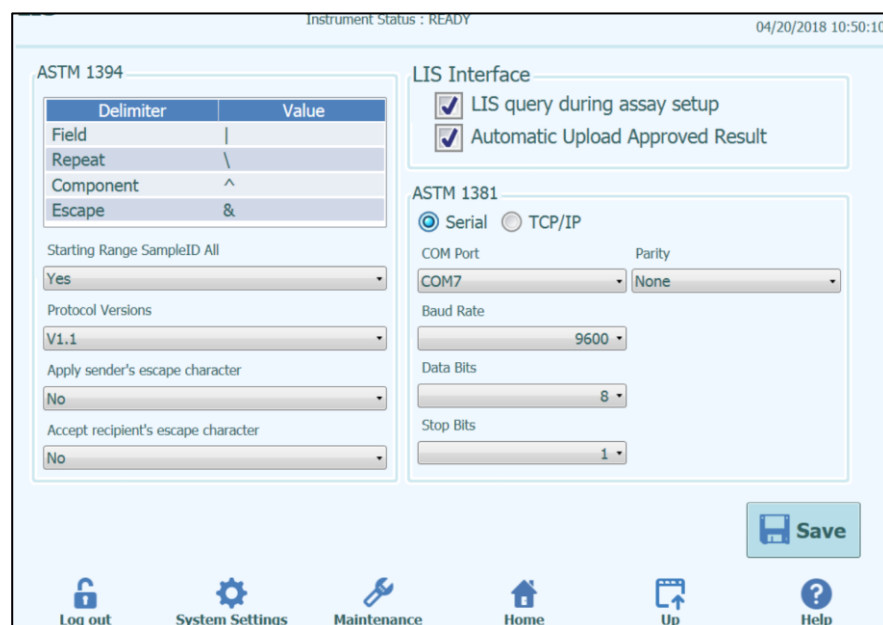 LIS
Instrument Status : READY
04/20/2018 10:50:10
ASTM 1394
Delimiter Value
Field |
Repeat \
Component ^
Escape &
Starting Range SampleID All
Yes
Protocol Versions
V1.1
Apply sender's escape character
No
Accept recipient's escape character
No
LIS Interface
LIS query during assay setup
Automatic Upload Approved Result
ASTM 1381
Serial TCP/IP
COM Port Parity
COM7 None
Baud Rate
9600
Data Bits
8
Stop Bits
1
Save
Log out System Settings Maintenance Home Up Help